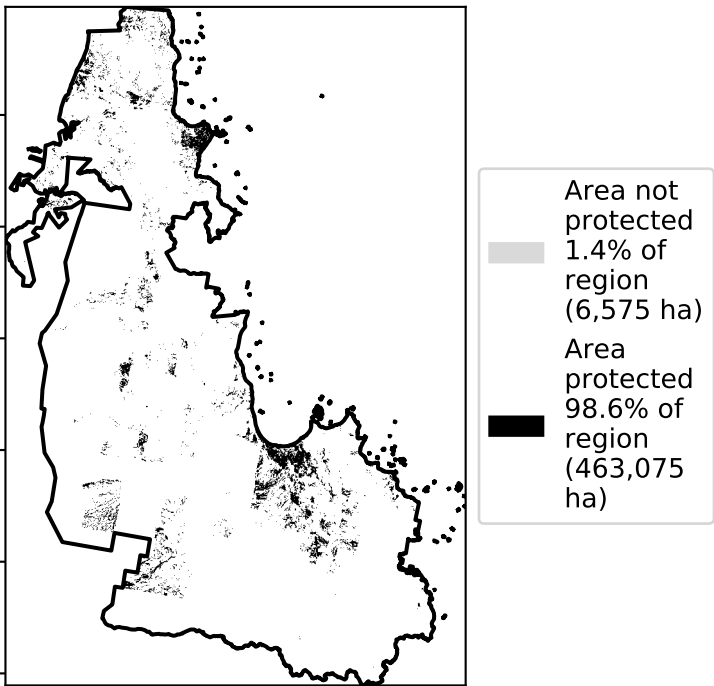 Area not
protected
1.4% of
region
(6,575 ha)
Area
protected
98.6% of
region
(463,075
ha)